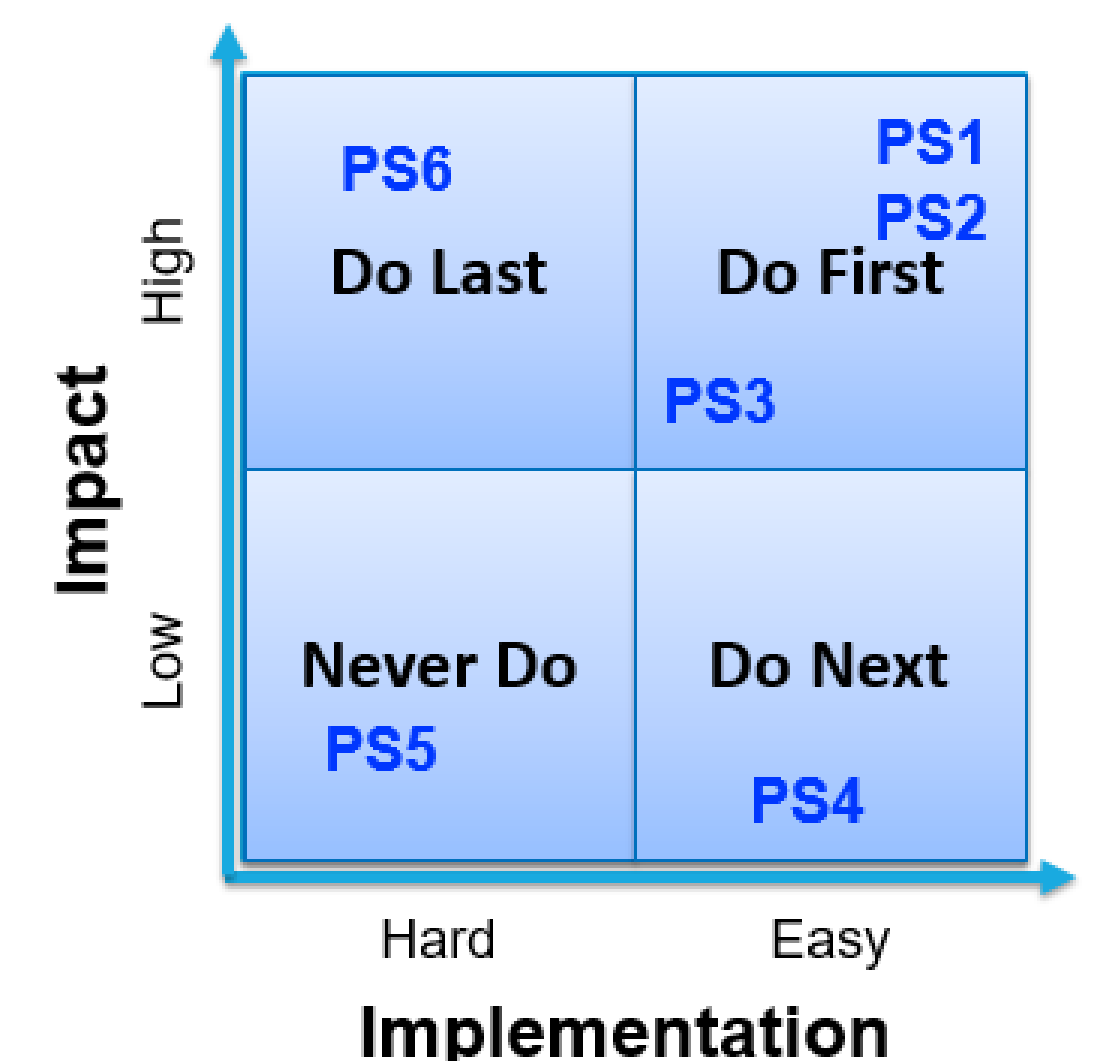 PS1
PS6
PS2
High
Do Last
Do First
PS3
Impact
Low
Never Do
Do Next
PS5
PS4
Hard
Easy
Implementation